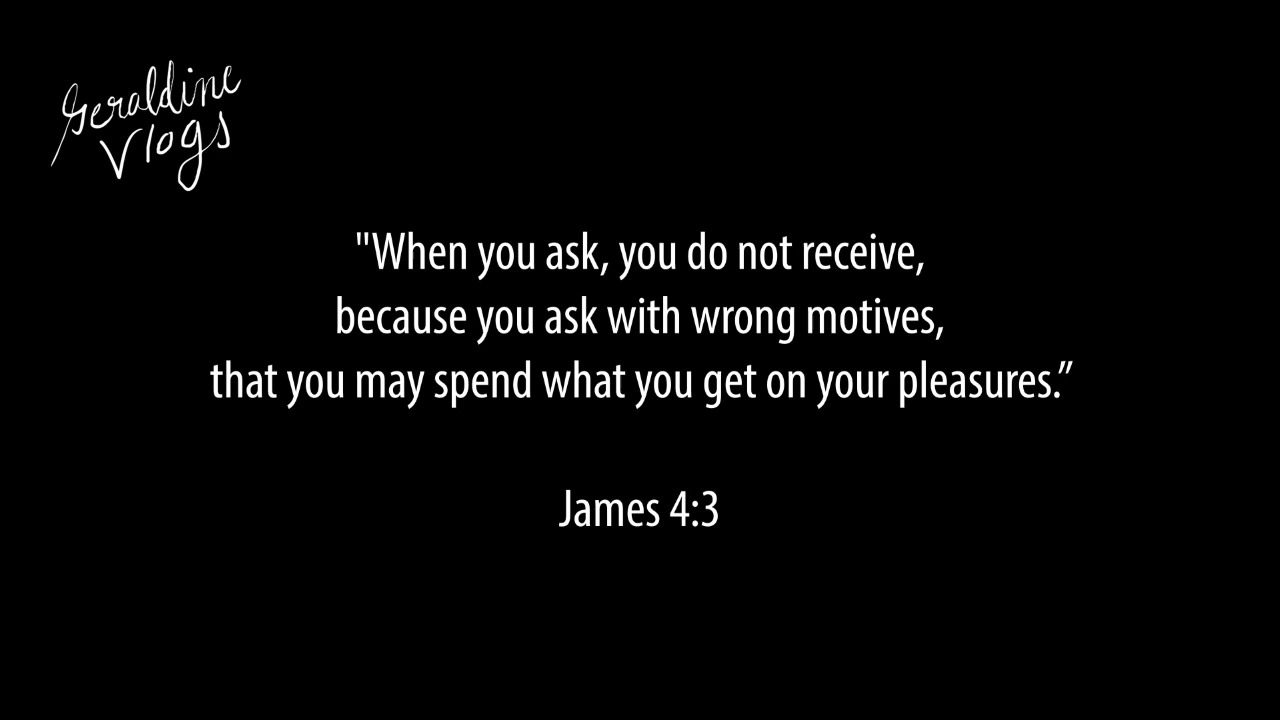 Geraldine
Vlogs
"When you ask, you do not receive,
because you ask with wrong motives,
that you may spend what you get on your pleasures.”
James 4:3